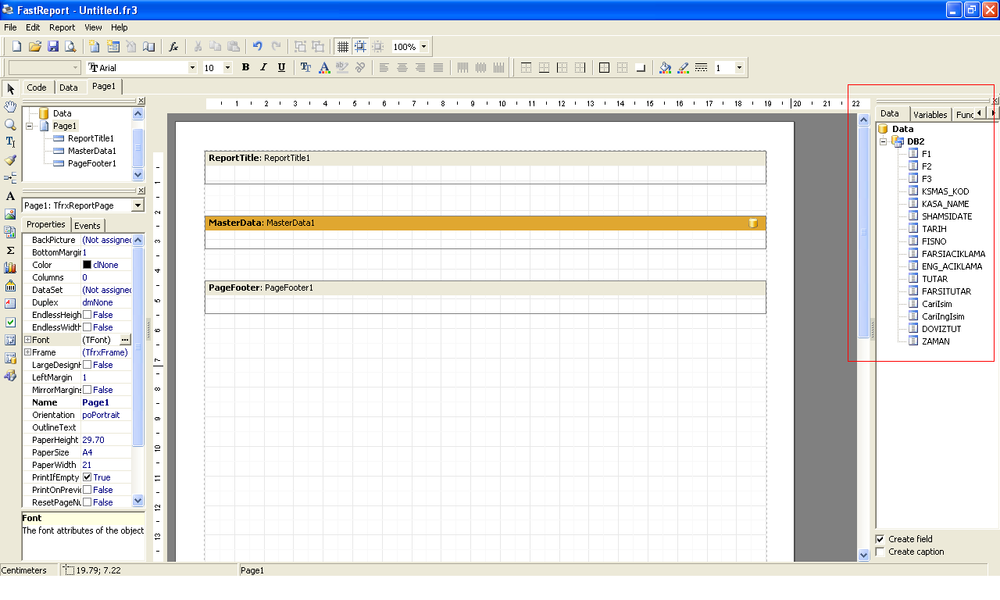 FastReport - Untitled.fr3
File Edit Report View Help
100%
Arial 10 B I U 1
Code Data Page1
Data
Page1
ReportTitle1
MasterData1
PageFooter1
Page1: TfrxReportPage
Properties Events
BackPicture (Not assigned
BottomMargin 1
Color clNone
Columns 0
DataSet (Not assigned
Duplex dmNone
EndlessHeigh False
EndlessWidth False
Font (TFont)
Frame (TfrxFrame)
LargeDesignH False
LeftMargin 1
MirrorMargins False
Name Page1
Orientation poPortrait
OutlineText
PaperHeight 29.70
PaperSize A4
PaperWidth 21
PrintIfEmpty True
PrintOnPrevi False
ResetPageNu False
Font
The font attributes of the object
1 2 3 4 5 6 7 8 9 10 11 12 13 14 15 16 17 18 19 20 21 22
1
2
3
4
5
6
7
8
9
10
11
12
13
ReportTitle: ReportTitle1
MasterData: MasterData1
PageFooter: PageFooter1
Data Variables Func
Data
DB2
F1
F2
F3
KSMAS_KOD
KASA_NAME
SHAMSIDATE
TARIH
FISNO
FARSIACIKLAMA
ENG_ACIKLAMA
TUTAR
FARSITUTAR
CariIsim
CariIngIsim
DOVIZTUT
ZAMAN
Create field
Create caption
Centimeters 19.79; 7.22 Page1